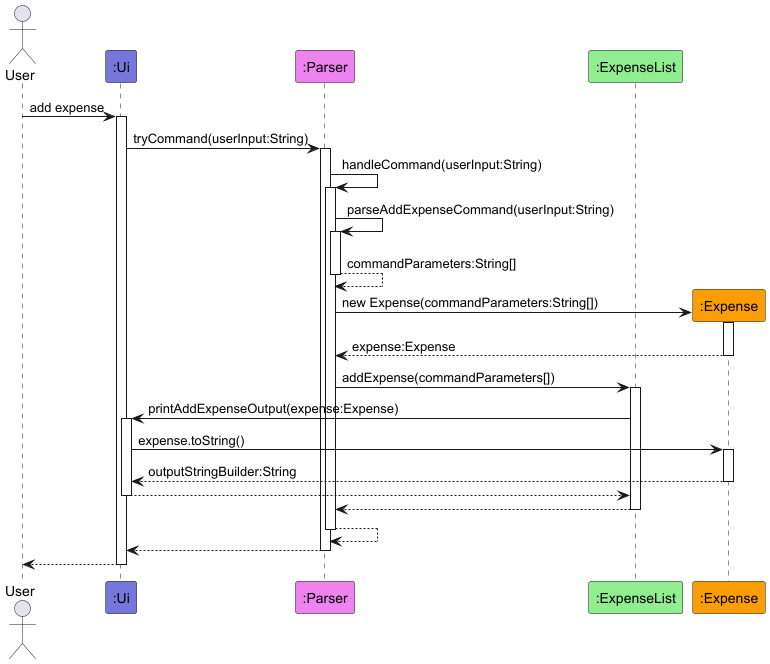 User
:Ui
:Parser
:ExpenseList
add expense
tryCommand(userInput:String)
handleCommand(userInput:String)
parseAddExpenseCommand(userInput:String)
commandParameters:String[]
new Expense(commandParameters:String[])
:Expense
expense:Expense
addExpense(commandParameters[])
printAddExpenseOutput(expense:Expense)
expense.toString()
outputStringBuilder:String
User
:Ui
:Parser
:ExpenseList
:Expense